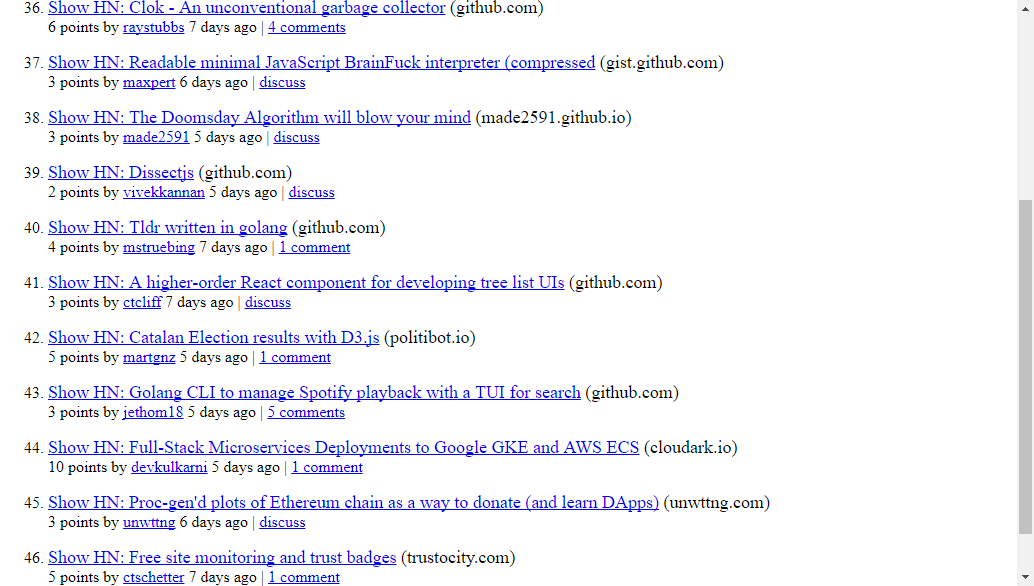 36. Show HN: Clok - An unconventional garbage collector (github.com)
6 points by raystubbs 7 days ago | 4 comments
37. Show HN: Readable minimal JavaScript BrainFuck interpreter (compressed (gist.github.com)
3 points by maxpert 6 days ago | discuss
38. Show HN: The Doomsday Algorithm will blow your mind (made2591.github.io)
3 points by made2591 5 days ago | discuss
39. Show HN: Dissectjs (github.com)
2 points by vivekkannan 5 days ago | discuss
40. Show HN: Tldr written in golang (github.com)
4 points by mstruebing 7 days ago | 1 comment
41. Show HN: A higher-order React component for developing tree list UIs (github.com)
3 points by ctcliff 7 days ago | discuss
42. Show HN: Catalan Election results with D3.js (politibot.io)
5 points by martgnz 5 days ago | 1 comment
43. Show HN: Golang CLI to manage Spotify playback with a TUI for search (github.com)
3 points by jethom18 5 days ago | 5 comments
44. Show HN: Full-Stack Microservices Deployments to Google GKE and AWS ECS (cloudark.io)
10 points by devkulkarni 5 days ago | 1 comment
45. Show HN: Proc-gen'd plots of Ethereum chain as a way to donate (and learn DApps) (unwttng.com)
3 points by unwttng 6 days ago | discuss
46. Show HN: Free site monitoring and trust badges (trustocity.com)
5 points by ctschetter 7 days ago | 1 comment